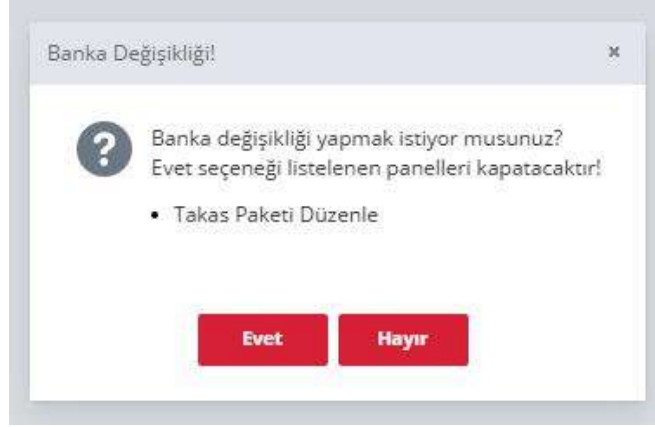 Banka Değişikliği!
Banka değişikliği yapmak istiyor musunuz?
Evet seçeneği listelenen panelleri kapatacaktır!
• Takas Paketi Düzenle
Evet Hayır